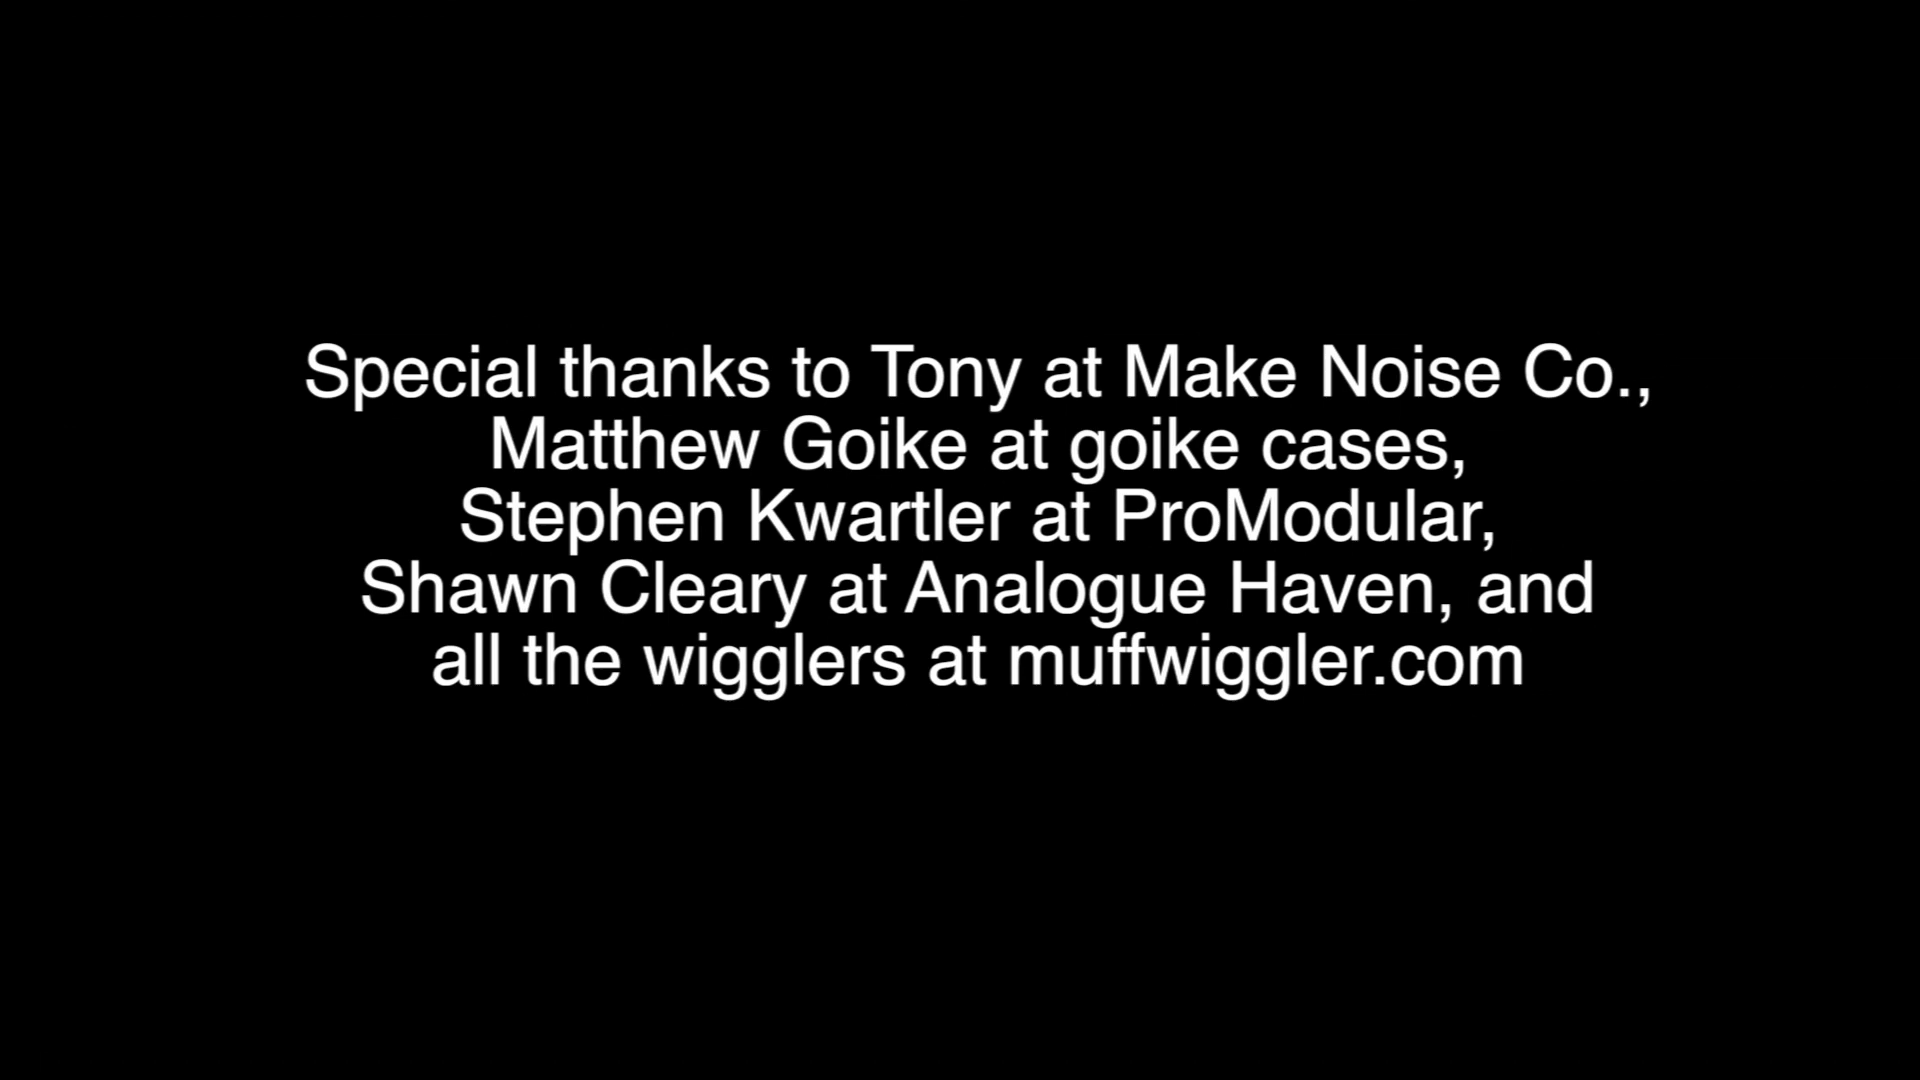 Special thanks to Tony at Make Noise Co.,
Matthew Goike at goike cases,
Stephen Kwartler at ProModular,
Shawn Cleary at Analogue Haven, and
all the wigglers at muffwiggler.com